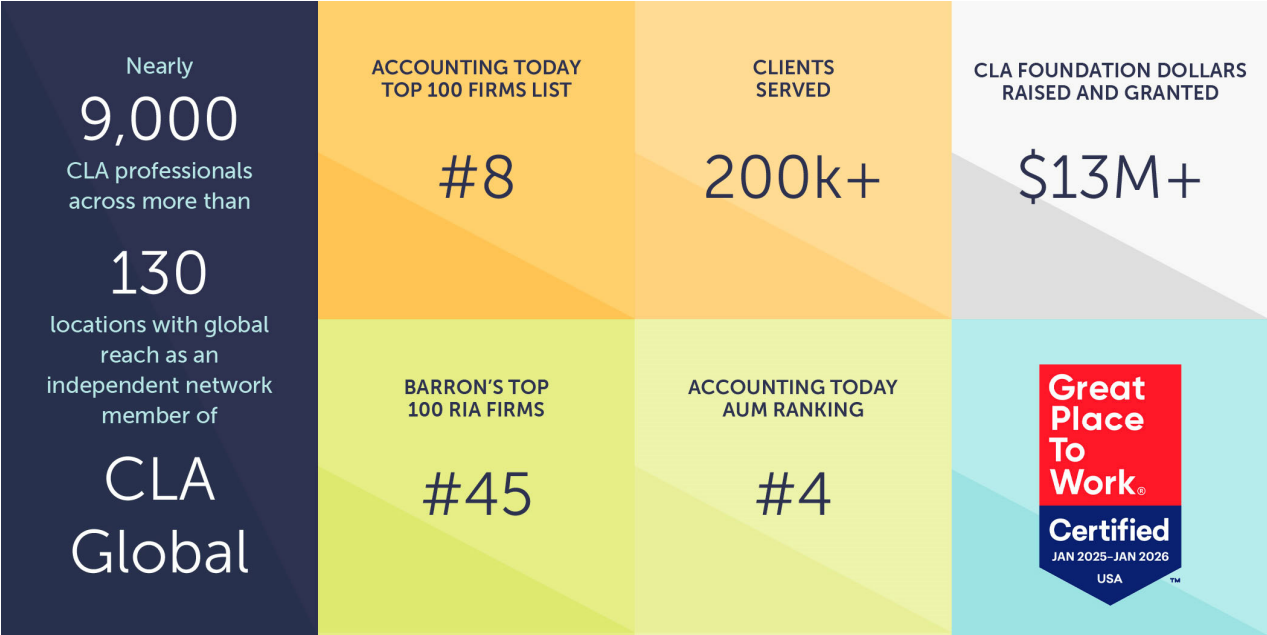 Nearly
9,000
CLA professionals
across more than
130
locations with global
reach as an
independent network
member of
CLA
Global
ACCOUNTING TODAY
TOP 100 FIRMS LIST
#8
CLIENTS
SERVED
200k+
CLA FOUNDATION DOLLARS
RAISED AND GRANTED
$13M+
BARRON’S TOP
100 RIA FIRMS
#45
ACCOUNTING TODAY
AUM RANKING
#4
Great
Place
To
Work®
Certified
JAN 2025–JAN 2026
USA
™